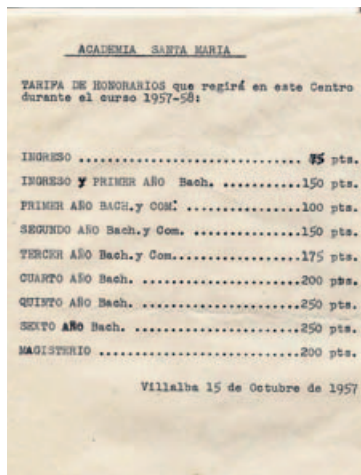 ACADEMIA SANTA MARIA
TARIFA DE HONORARIOS que regirá en este Centro
durante el curso 1957-58:
INGRESO ............................... 75 pts.
INGRESO y PRIMER AÑO Bach. ...........150 pts.
PRIMER AÑO BACH.y COM: ...............100 pts.
SEGUNDO AÑO Bach.y Com. ..............150 pts.
TERCER AÑO Bach.y Com.................175 pts.
CUARTO AÑO Bach. .....................200 pts.
QUINTO AÑO Bach. .....................250 pts.
SEXTO AÑO Bach. ......................250 pts.
MAGISTERIO ...........................200 pts.
Villalba 15 de Octubre de 1957